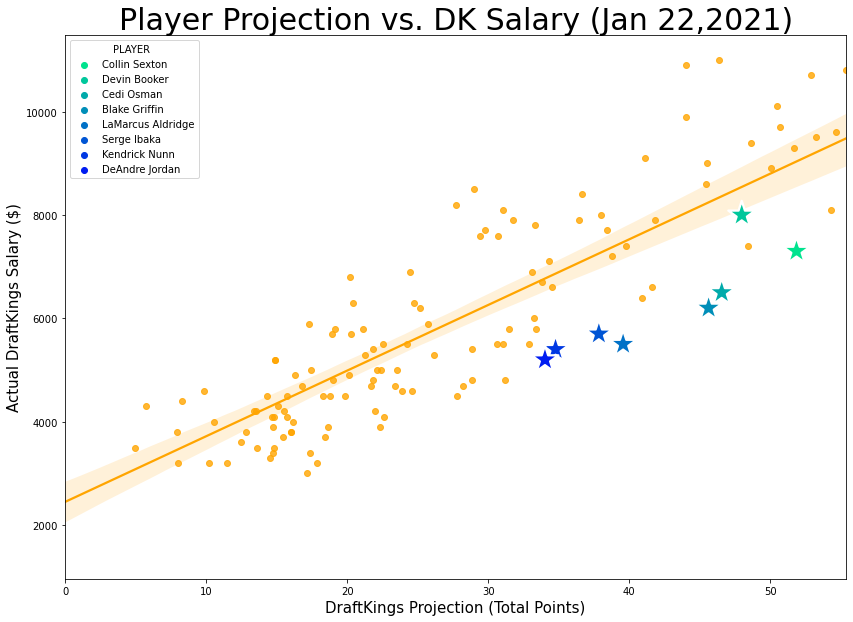 Player Projection vs. DK Salary (Jan 22,2021)
PLAYER
Collin Sexton
Devin Booker
Cedi Osman
Blake Griffin
LaMarcus Aldridge
Serge Ibaka
Kendrick Nunn
DeAndre Jordan
Actual DraftKings Salary ($)
10000
8000
6000
4000
2000
0 10 20 30 40 50
DraftKings Projection (Total Points)